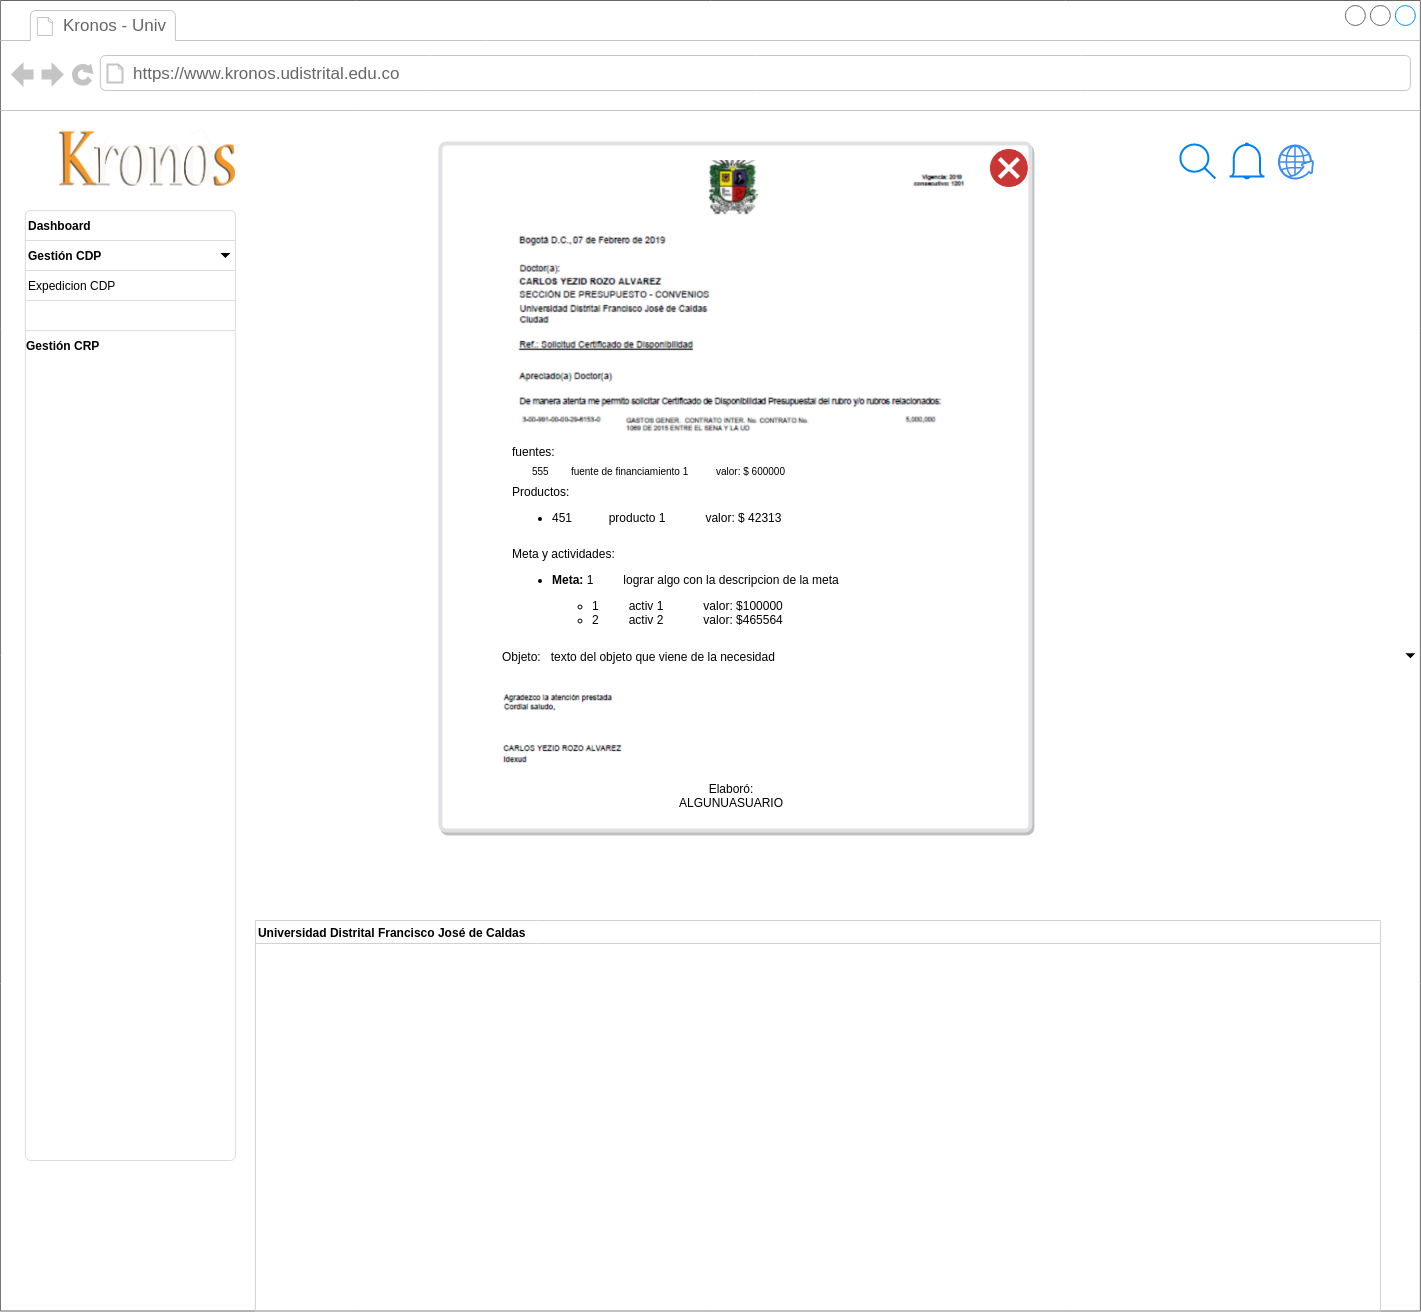 Kronos - Univ
https://www.kronos.udistrital.edu.co
Kronos
Dashboard
Gestión CDP
Expedicion CDP
Gestión CRP
Vigencia: 2019
consecutivo: 1201
Bogotá D.C., 07 de Febrero de 2019
Doctor(a):
CARLOS YEZID ROZO ALVAREZ
SECCIÓN DE PRESUPUESTO - CONVENIOS
Universidad Distrital Francisco José de Caldas
Ciudad
Ref.: Solicitud Certificado de Disponibilidad
Apreciado(a) Doctor(a)
De manera atenta me permito solicitar Certificado de Disponibilidad Presupuestal del rubro y/o rubros relacionados:
3-00-991-00-00-29-6153-0 GASTOS GENER. CONTRATO INTER. No. CONTRATO No. 5,000,000
1069 DE 2015 ENTRE EL SENA Y LA UD
fuentes:
555 fuente de financiamiento 1 valor: $ 600000
Productos:
• 451 producto 1 valor: $ 42313
Meta y actividades:
• Meta: 1 lograr algo con la descripcion de la meta
◦ 1 activ 1 valor: $100000
◦ 2 activ 2 valor: $465564
Objeto: texto del objeto que viene de la necesidad
Agradezco la atención prestada
Cordial saludo,
CARLOS YEZID ROZO ALVAREZ
Idexud
Elaboró:
ALGUNUASUARIO
Universidad Distrital Francisco José de Caldas